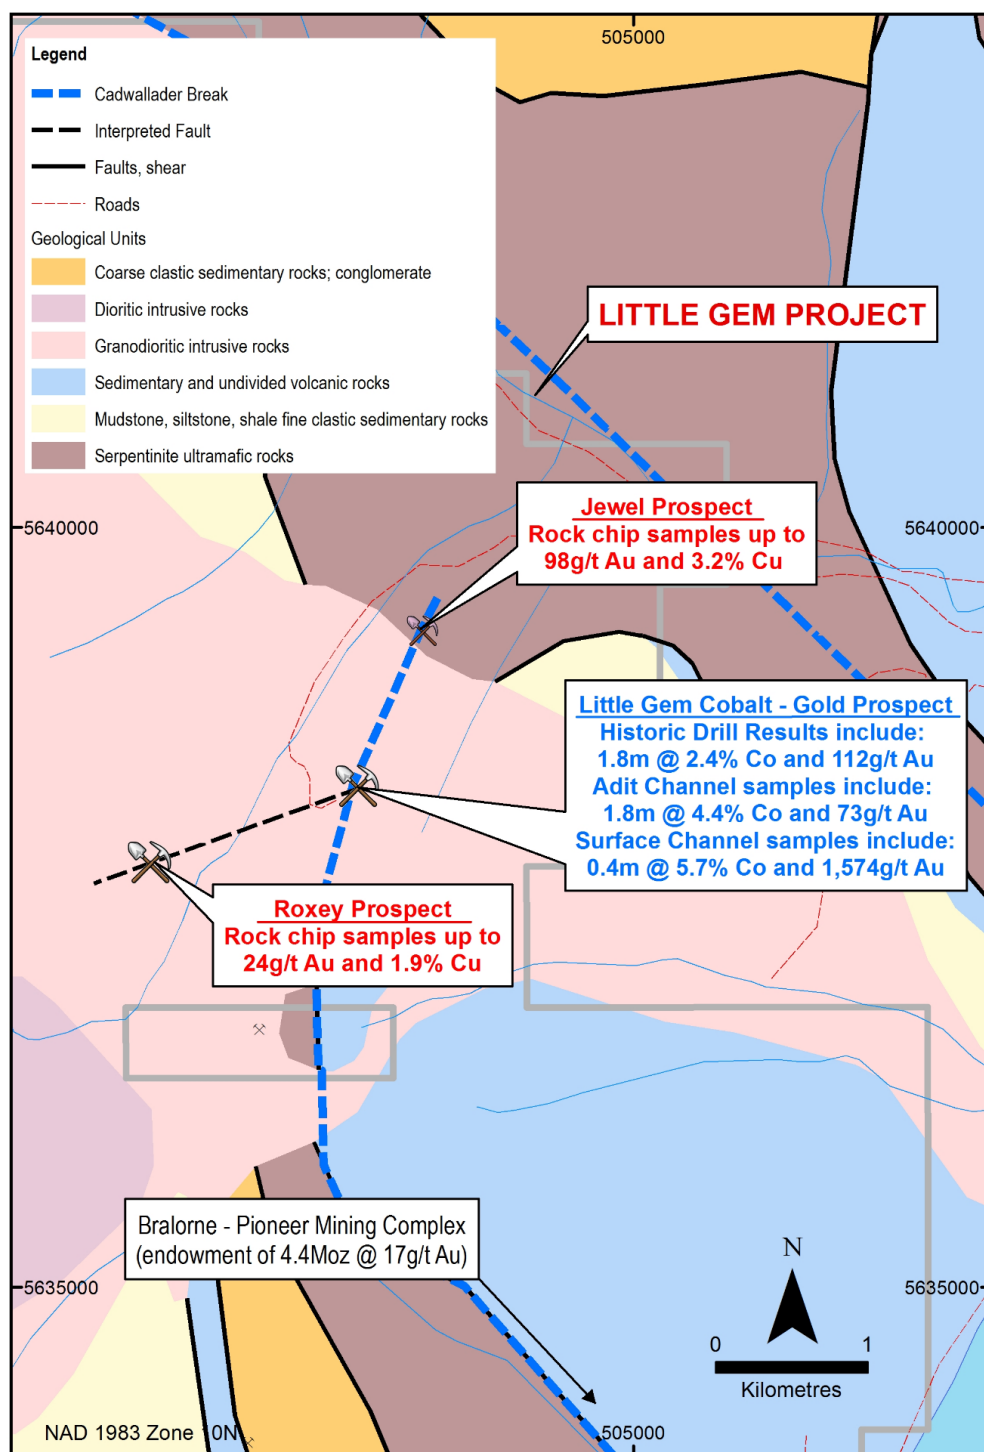 505000
Legend
Cadwallader Break
Interpreted Fault
Faults, shear
Roads
Geological Units
Coarse clastic sedimentary rocks; conglomerate
Dioritic intrusive rocks
Granodioritic intrusive rocks
Sedimentary and undivided volcanic rocks
Mudstone, siltstone, shale fine clastic sedimentary rocks
Serpentinite ultramafic rocks
LITTLE GEM PROJECT
5640000
5640000
Jewel Prospect
Rock chip samples up to
98g/t Au and 3.2% Cu
Little Gem Cobalt - Gold Prospect
Historic Drill Results include:
1.8m @ 2.4% Co and 112g/t Au
Adit Channel samples include:
1.8m @ 4.4% Co and 73g/t Au
Surface Channel samples include:
0.4m @ 5.7% Co and 1,574g/t Au
Roxey Prospect
Rock chip samples up to
24g/t Au and 1.9% Cu
Bralorne - Pioneer Mining Complex
(endowment of 4.4Moz @ 17g/t Au)
N
5635000
5635000
0 1
Kilometres
NAD 1983 Zone 10N
505000